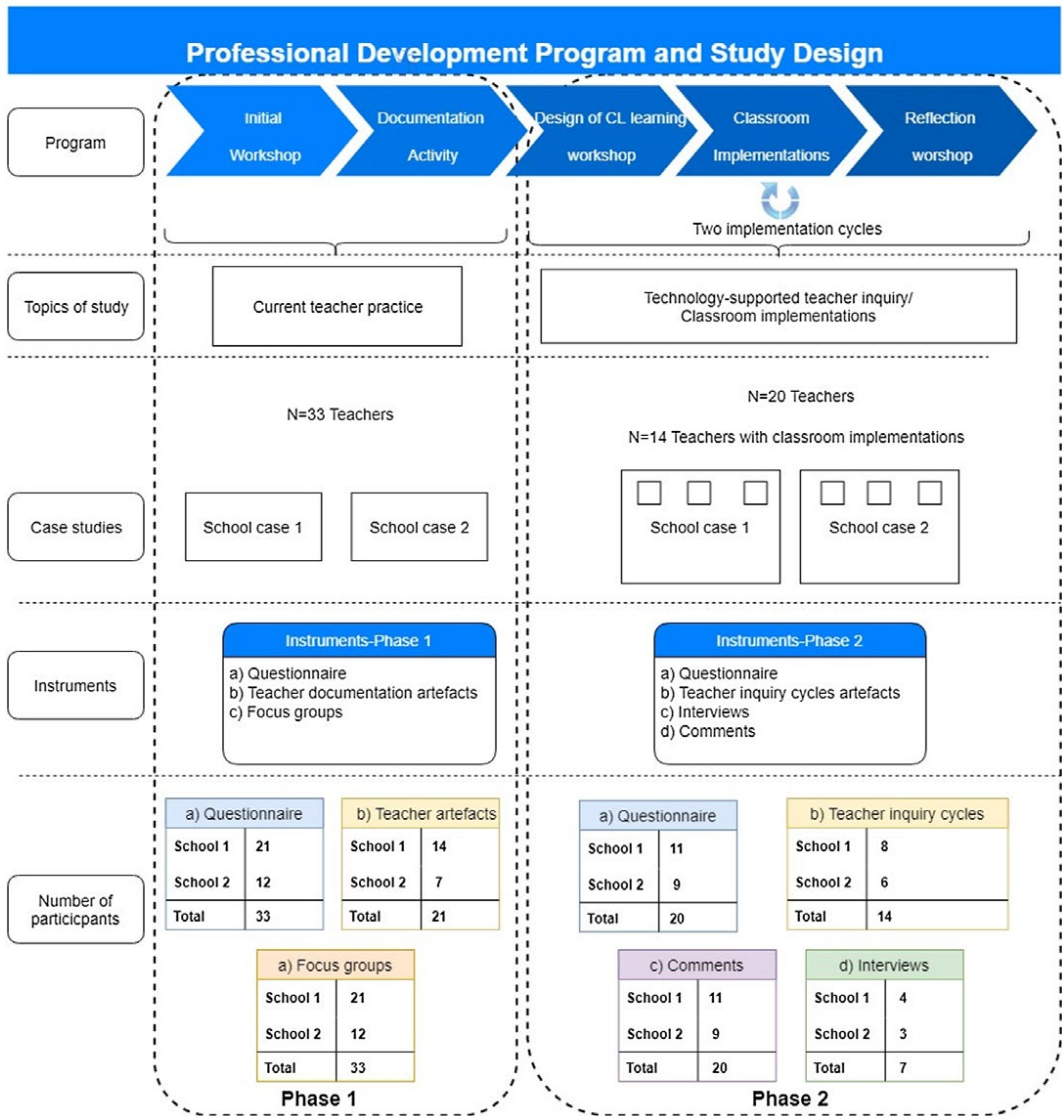 Professional Development Program and Study Design
Program
Initial
Workshop
Documentation
Activity
Design of CL learning
workshop
Classroom
Implementations
Reflection
worshop
Two implementation cycles
Topics of study
Current teacher practice
Technology-supported teacher inquiry/
Classroom implementations
Case studies
N=33 Teachers
School case 1
School case 2
N=20 Teachers
N=14 Teachers with classroom implementations
School case 1
School case 2
Instruments
Instruments-Phase 1
a) Questionnaire
b) Teacher documentation artefacts
c) Focus groups
Instruments-Phase 2
a) Questionnaire
b) Teacher inquiry cycles artefacts
c) Interviews
d) Comments
Number of
particicpants
a) Questionnaire
School 1 21
School 2 12
Total 33
b) Teacher artefacts
School 1 14
School 2 7
Total 21
a) Focus groups
School 1 21
School 2 12
Total 33
Phase 1
a) Questionnaire
School 1 11
School 2 9
Total 20
b) Teacher inquiry cycles
School 1 8
School 2 6
Total 14
c) Comments
School 1 11
School 2 9
Total 20
d) Interviews
School 1 4
School 2 3
Total 7
Phase 2